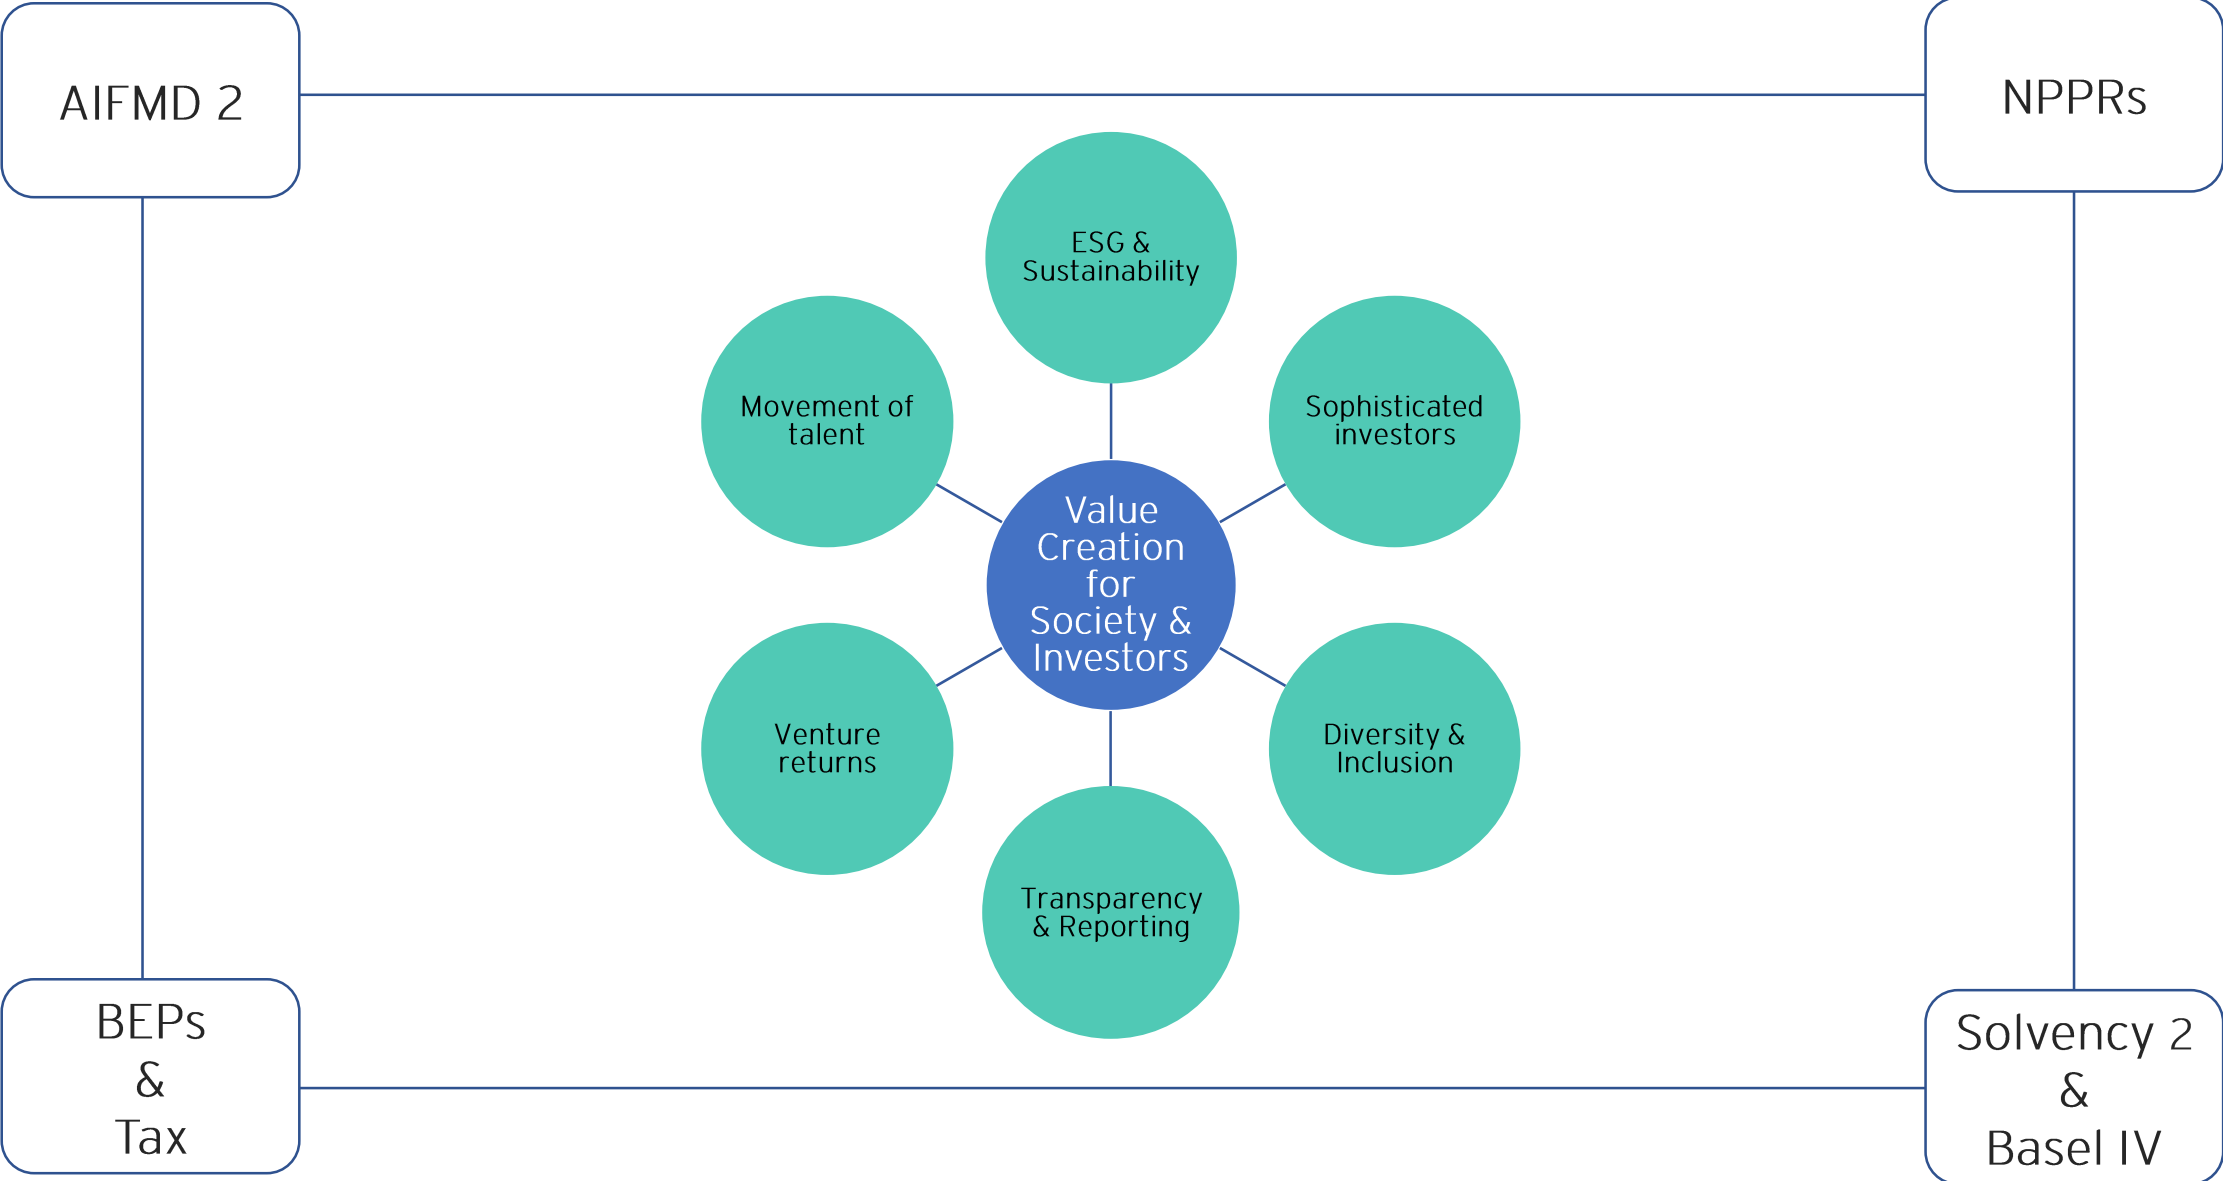 AIFMD 2
NPPRs
ESG &
Sustainability
Movement of
talent
Sophisticated
investors
Value
Creation
for
Society &
Investors
Venture
returns
Diversity &
Inclusion
Transparency
& Reporting
BEPs
&
Tax
Solvency 2
&
Basel IV